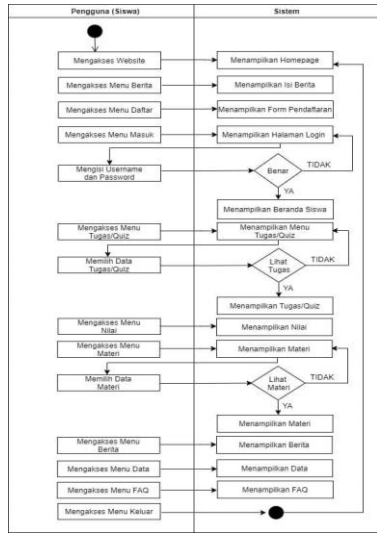 Pengguna (Siswa)
Sistem
Mengakses Website
Menampilkan Homepage
Mengakses Menu Berita
Menampilkan Isi Berita
Mengakses Menu Daftar
Menampilkan Form Pendaftaran
Mengakses Menu Masuk
Menampilkan Halaman Login
Mengisi Username
dan Password
Benar
TIDAK
YA
Menampilkan Beranda Siswa
Mengakses Menu
Tugas/Quiz
Menampilkan Menu
Tugas/Quiz
Memilih Data
Tugas/Quiz
Lihat
Tugas
TIDAK
YA
Menampilkan Tugas/Quiz
Mengakses Menu
Nilai
Menampilkan Nilai
Mengakses Menu
Materi
Menampilkan Materi
Memilih Data
Materi
Lihat
Materi
TIDAK
YA
Menampilkan Materi
Mengakses Menu
Berita
Menampilkan Berita
Mengakses Menu Data
Menampilkan Data
Mengakses Menu FAQ
Menampilkan FAQ
Mengakses Menu Keluar